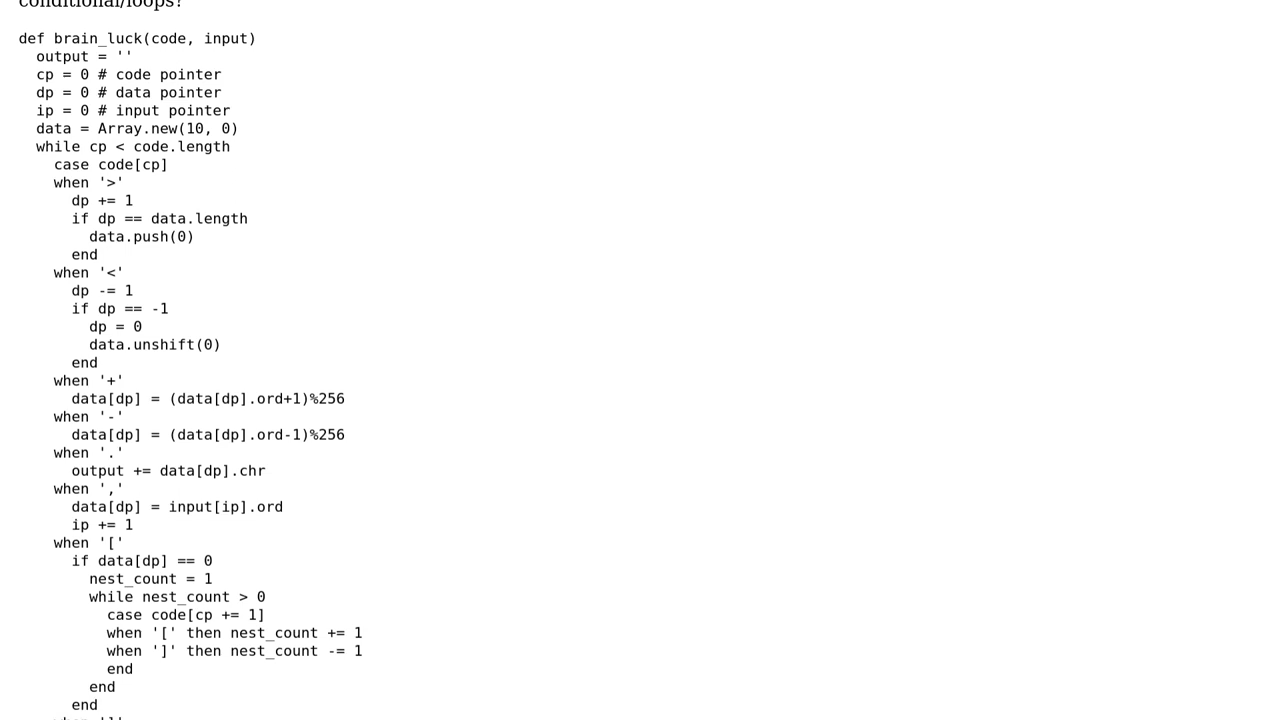 conditional/loops?
def brain_luck(code, input)
  output = ''
  cp = 0 # code pointer
  dp = 0 # data pointer
  ip = 0 # input pointer
  data = Array.new(10, 0)
  while cp < code.length
    case code[cp]
    when '>'
      dp += 1
      if dp == data.length
        data.push(0)
      end
    when '<'
      dp -= 1
      if dp == -1
        dp = 0
        data.unshift(0)
      end
    when '+'
      data[dp] = (data[dp].ord+1)%256
    when '-'
      data[dp] = (data[dp].ord-1)%256
    when '.'
      output += data[dp].chr
    when ','
      data[dp] = input[ip].ord
      ip += 1
    when '['
      if data[dp] == 0
        nest_count = 1
        while nest_count > 0
          case code[cp += 1]
          when '[' then nest_count += 1
          when ']' then nest_count -= 1
          end
        end
      end